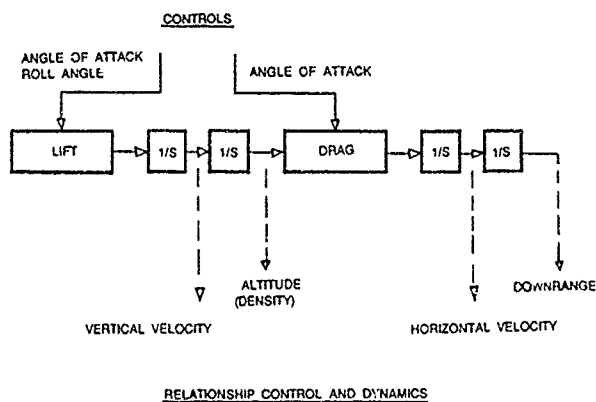 CONTROLS
ANGLE OF ATTACK
ROLL ANGLE
ANGLE OF ATTACK
LIFT
1/S
1/S
DRAG
1/S
1/S
ALTITUDE
(DENSITY)
DOWNRANGE
VERTICAL VELOCITY
HORIZONTAL VELOCITY
RELATIONSHIP CONTROL AND DYNAMICS